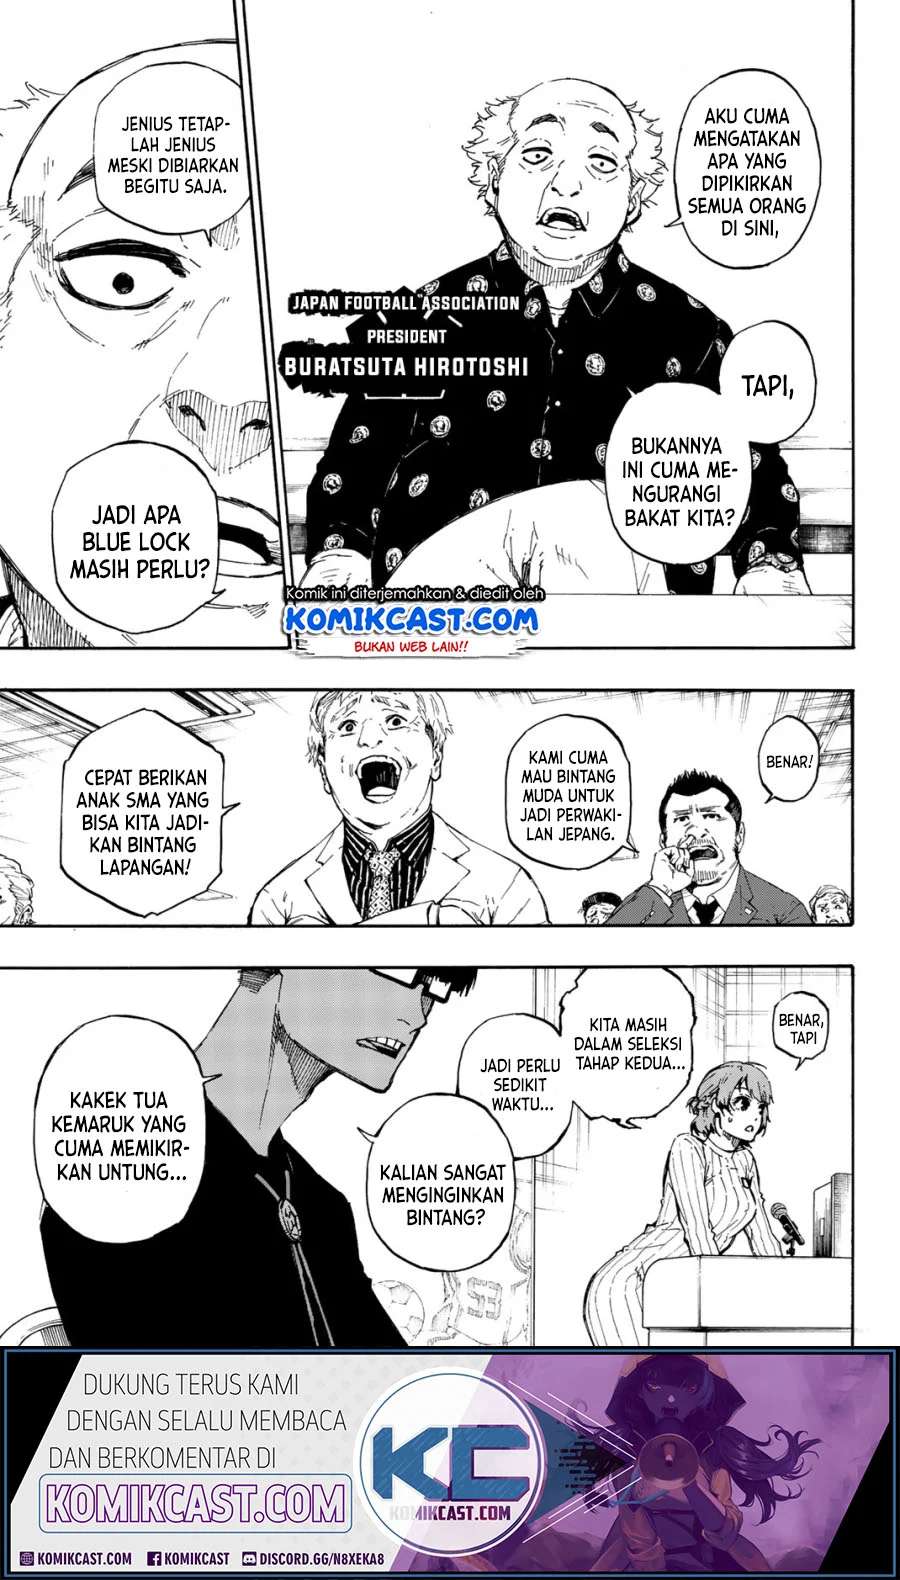 AKU CUMA
MENGATAKAN
APA YANG
DIPIKIRKAN
SEMUA ORANG
DI SINI,
TAPI,
BUKANNYA
INI CUMA ME-
NGURANGI
BAKAT KITA?
JAPAN FOOTBALL ASSOCIATION
PRESIDENT
BURATSUTA HIROTOSHI
JENIUS TETAP-
LAH JENIUS
MESKI DIBIARKAN
BEGITU SAJA.
JADI APA
BLUE LOCK
MASIH PERLU?
Komik ini diterjemahkan & diedit oleh
KOMIKCAST.COM
BUKAN WEB LAIN!!
BENAR!
KAMI CUMA
MAU BINTANG
MUDA UNTUK
JADI PERWAKI-
LAN JEPANG.
CEPAT BERIKAN
ANAK SMA YANG
BISA KITA JADI-
KAN BINTANG
LAPANGAN!
BENAR,
TAPI
KITA MASIH
DALAM SELEKSI
TAHAP KEDUA...
JADI PERLU
SEDIKIT
WAKTU...
KALIAN SANGAT
MENGINGINKAN
BINTANG?
KAKEK TUA
KEMARUK YANG
CUMA MEMIKIR-
KAN UNTUNG...
DUKUNG TERUS KAMI
DENGAN SELALU MEMBACA
DAN BERKOMENTAR DI
KOMIKCAST.COM
KOMIKCAST.COM
KOMIKCAST
DISCORD.GG/N8XEKA8
KC
KOMIKCAST.COM